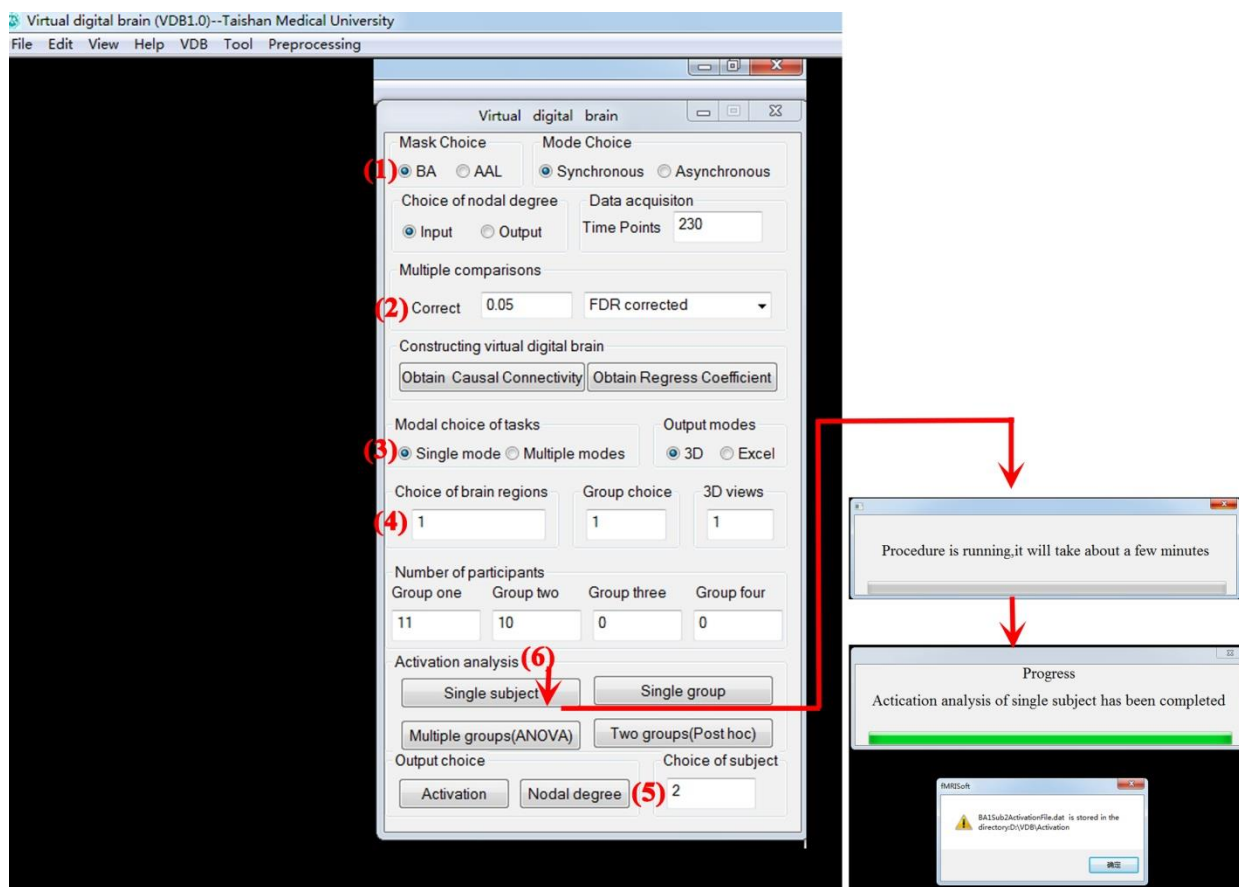 Virtual digital brain (VDB1.0)--Taishan Medical University
File Edit View Help VDB Tool Preprocessing
Virtual digital brain
Mask Choice Mode Choice
(1) BA AAL Synchronous Asynchronous
Choice of nodal degree Data acquisiton
Input Output Time Points 230
Multiple comparisons
(2) Correct 0.05 FDR corrected
Constructing virtual digital brain
Obtain Causal Connectivity Obtain Regress Coefficient
Modal choice of tasks Output modes
(3) Single mode Multiple modes 3D Excel
Choice of brain regions Group choice 3D views
(4) 1 1 1
Number of participants
Group one Group two Group three Group four
11 10 0 0
Activation analysis (6)
Single subject Single group
Multiple groups(ANOVA) Two groups(Post hoc)
Output choice Choice of subject
Activation Nodal degree (5) 2
Procedure is running,it will take about a few minutes
Progress
Actication analysis of single subject has been completed
fMRISoft
BA1Sub2ActivationFile.dat is stored in the
directory:D:\VDB\Activation
确定